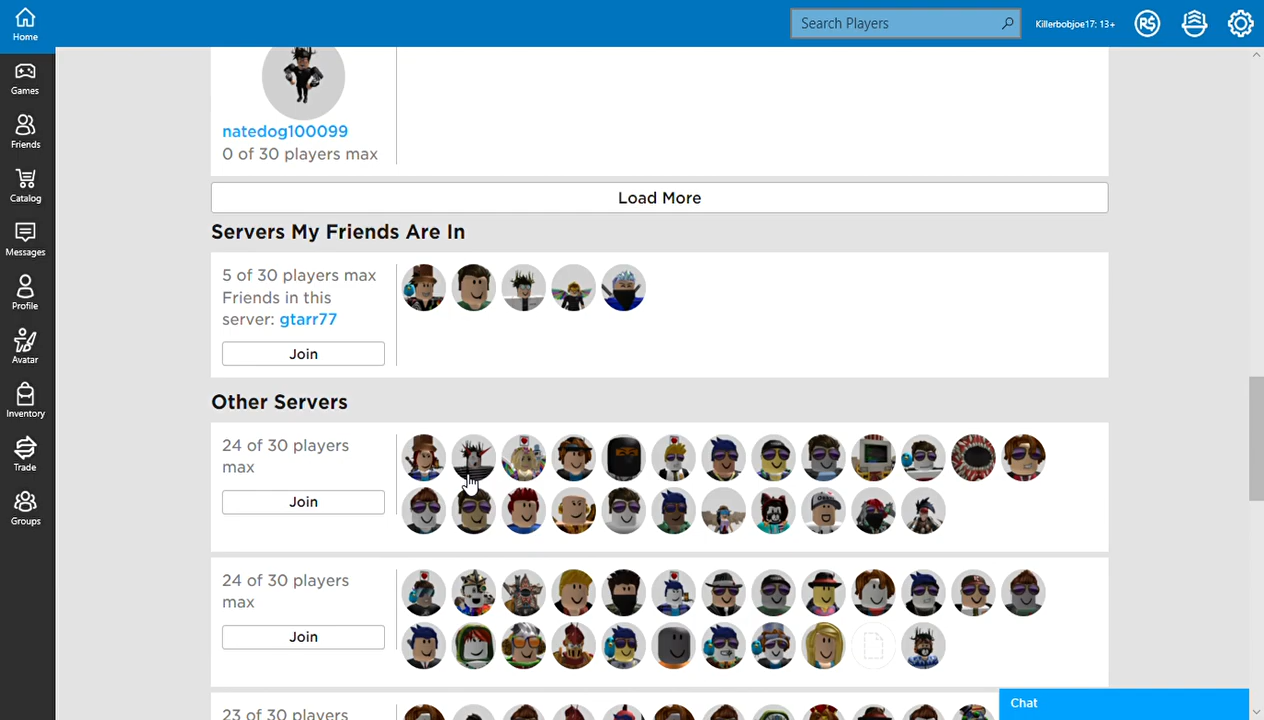 Home
Search Players
Killerbobjoe17: 13+
R$
Games
Friends
Catalog
Messages
Profile
Avatar
Inventory
Trade
Groups
natedog100099
0 of 30 players max
Load More
Servers My Friends Are In
5 of 30 players max
Friends in this
server: gtarr77
Join
Other Servers
24 of 30 players
max
Join
24 of 30 players
max
Join
23 of 30 players
Chat